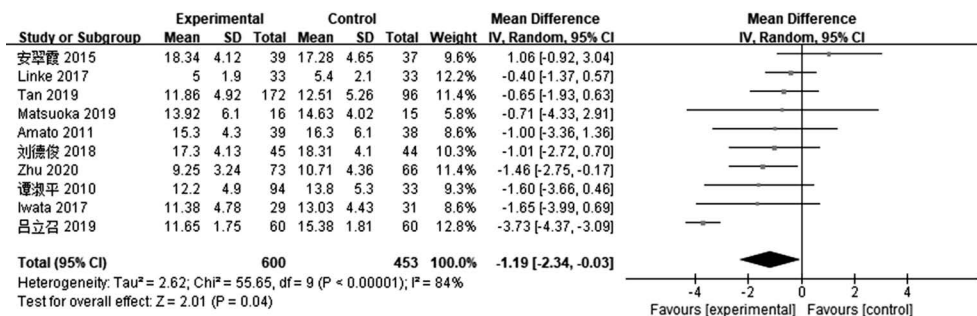 Experimental Control Mean Difference Mean Difference
Study or Subgroup Mean SD Total Mean SD Total Weight IV, Random, 95% CI IV, Random, 95% CI
安翠霞 2015 18.34 4.12 39 17.28 4.65 37 9.6% 1.06 [-0.92, 3.04]
Linke 2017 5 1.9 33 5.4 2.1 33 12.2% -0.40 [-1.37, 0.57]
Tan 2019 11.86 4.92 172 12.51 5.26 96 11.4% -0.65 [-1.93, 0.63]
Matsuoka 2019 13.92 6.1 16 14.63 4.02 15 5.8% -0.71 [-4.33, 2.91]
Amato 2011 15.3 4.3 39 16.3 6.1 38 8.6% -1.00 [-3.36, 1.36]
刘德俊 2018 17.3 4.13 45 18.31 4.1 44 10.3% -1.01 [-2.72, 0.70]
Zhu 2020 9.25 3.24 73 10.71 4.36 66 11.4% -1.46 [-2.75, -0.17]
谭淑平 2010 12.2 4.9 94 13.8 5.3 33 9.4% -1.60 [-3.66, 0.46]
Iwata 2017 11.38 4.78 29 13.03 4.43 31 8.6% -1.65 [-3.99, 0.69]
吕立召 2019 11.65 1.75 60 15.38 1.81 60 12.8% -3.73 [-4.37, -3.09]
Total (95% CI) 600 453 100.0% -1.19 [-2.34, -0.03]
Heterogeneity: Tau² = 2.62; Chi² = 55.65, df = 9 (P < 0.00001); I² = 84%
Test for overall effect: Z = 2.01 (P = 0.04)
-4 -2 0 2 4
Favours [experimental] Favours [control]